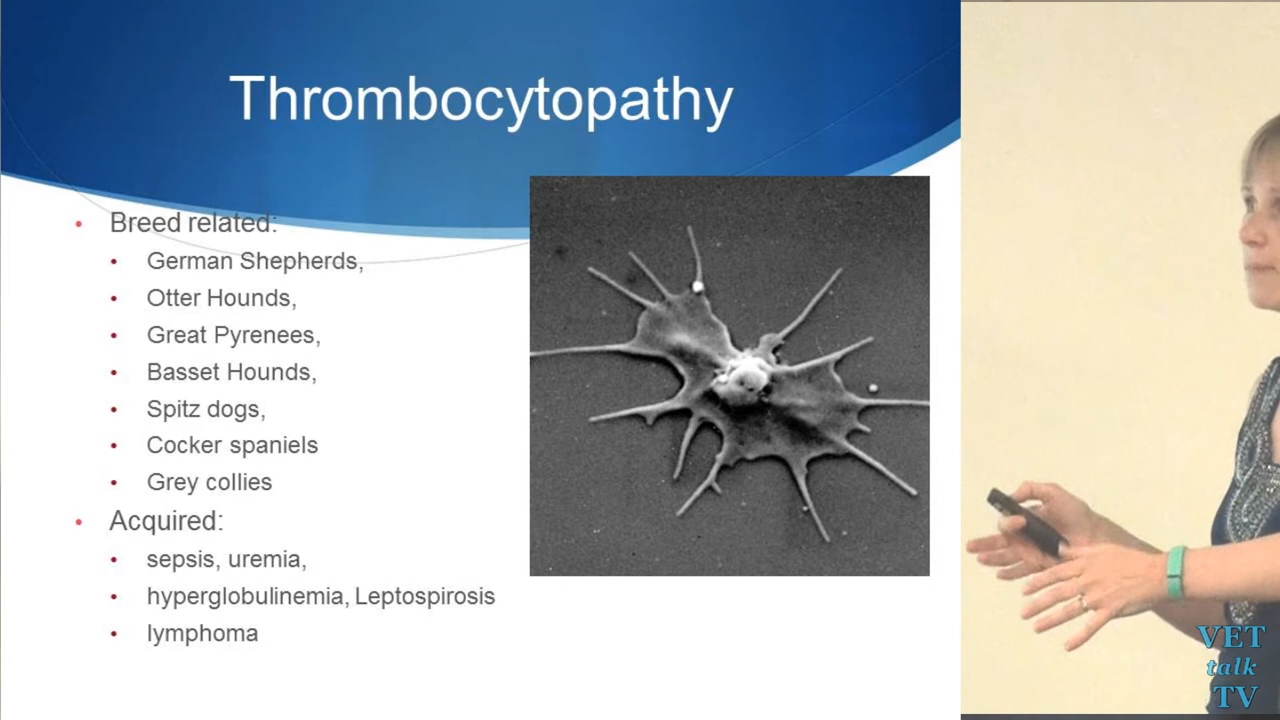 Thrombocytopathy
• Breed related:
• German Shepherds,
• Otter Hounds,
• Great Pyrenees,
• Basset Hounds,
• Spitz dogs,
• Cocker spaniels
• Grey collies
• Acquired:
• sepsis, uremia,
• hyperglobulinemia, Leptospirosis
• lymphoma
VET
talk
TV